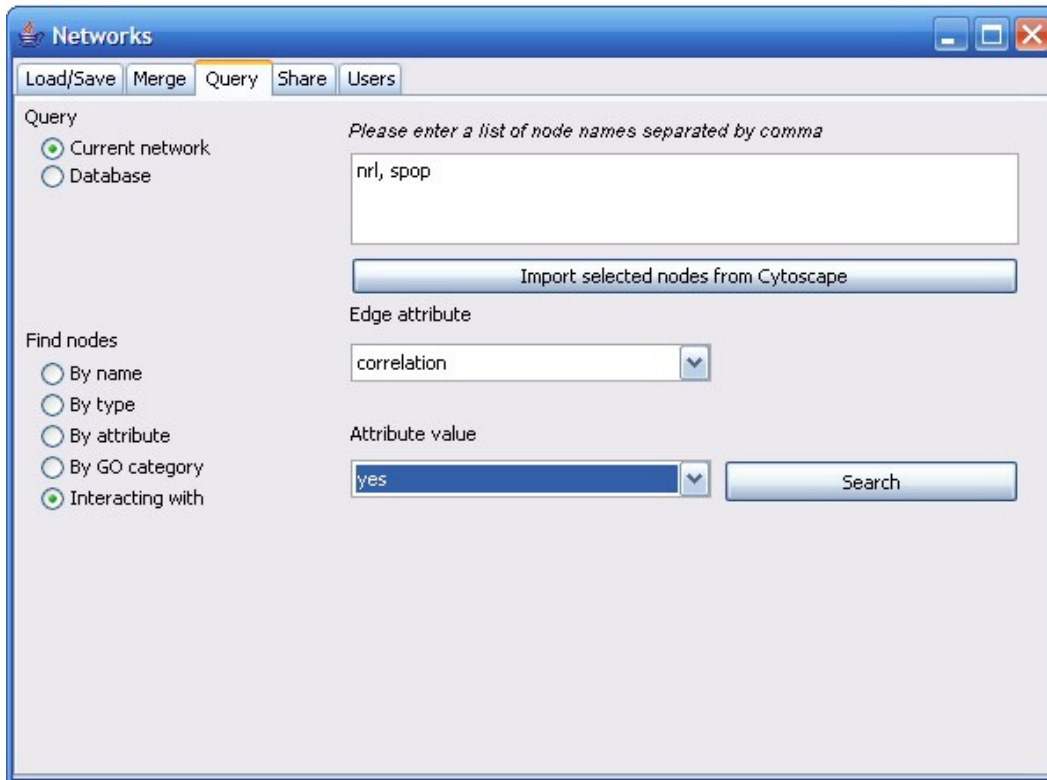 Networks
Load/Save Merge Query Share Users
Query
Current network
Database
Please enter a list of node names separated by comma
nrl, spop
Import selected nodes from Cytoscape
Edge attribute
correlation
Find nodes
By name
By type
By attribute
By GO category
Interacting with
Attribute value
yes
Search